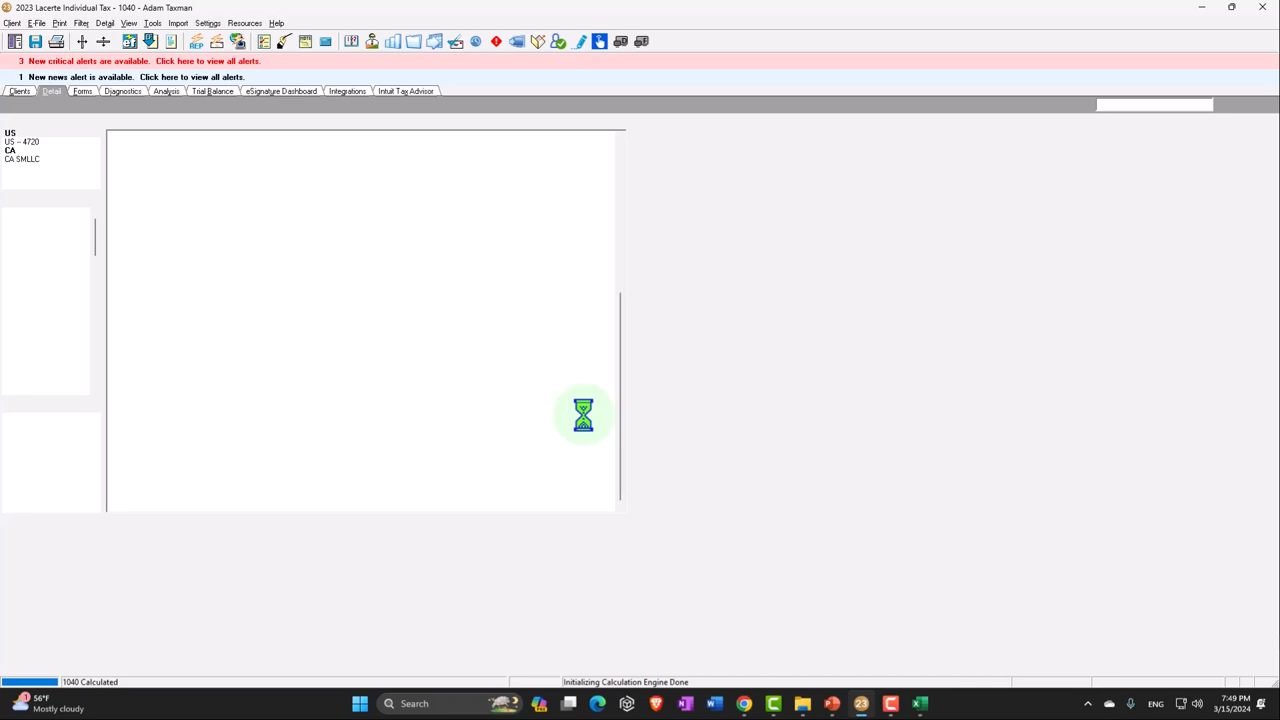 2023 Lacerte Individual Tax - 1040 - Adam Taxman
Client E-File Print Filter Detail View Tools Import Settings Resources Help
3 New critical alerts are available. Click here to view all alerts.
1 New news alert is available. Click here to view all alerts.
Clients Detail Forms Diagnostics Analysis Trial Balance eSignature Dashboard Integrations Intuit Tax Advisor
US
US - 4720
CA
CA SMLLC
1040 Calculated Initializing Calculation Engine Done
56°F
Mostly cloudy
Search
ENG
7:49 PM
3/15/2024